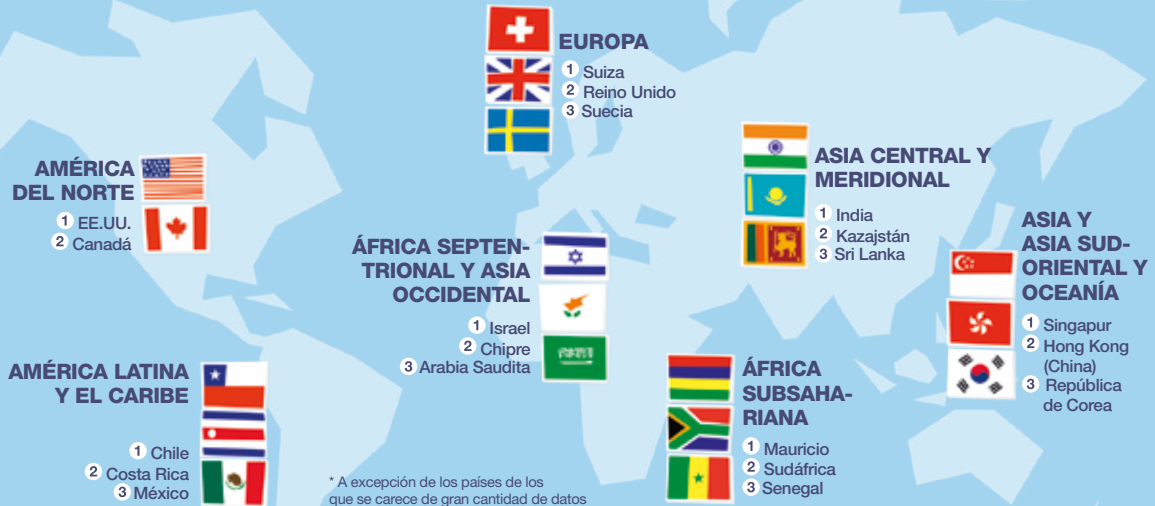 EUROPA
1 Suiza
2 Reino Unido
3 Suecia
AMÉRICA
DEL NORTE
1 EE.UU.
2 Canadá
ASIA CENTRAL Y
MERIDIONAL
1 India
2 Kazajstán
3 Sri Lanka
ÁFRICA SEPTEN-
TRIONAL Y ASIA
OCCIDENTAL
1 Israel
2 Chipre
3 Arabia Saudita
ASIA Y
ASIA SUD-
ORIENTAL Y
OCEANÍA
1 Singapur
2 Hong Kong
(China)
3 República
de Corea
AMÉRICA LATINA
Y EL CARIBE
1 Chile
2 Costa Rica
3 México
ÁFRICA
SUBSAHA-
RIANA
1 Mauricio
2 Sudáfrica
3 Senegal
* A excepción de los países de los
que se carece de gran cantidad de datos